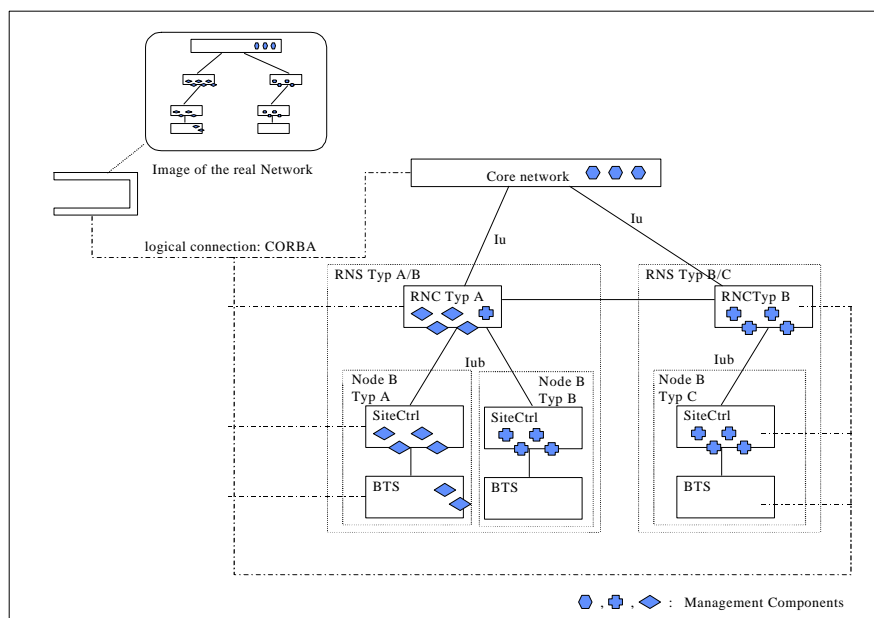 Image of the real Network
Core network
logical connection: CORBA
Iu
Iu
RNS Typ A/B
RNS Typ B/C
RNC Typ A
RNCTyp B
Iub
Iub
Node B
Typ A
Node B
Typ B
Node B
Typ C
SiteCtrl
SiteCtrl
SiteCtrl
BTS
BTS
BTS
, , : Management Components